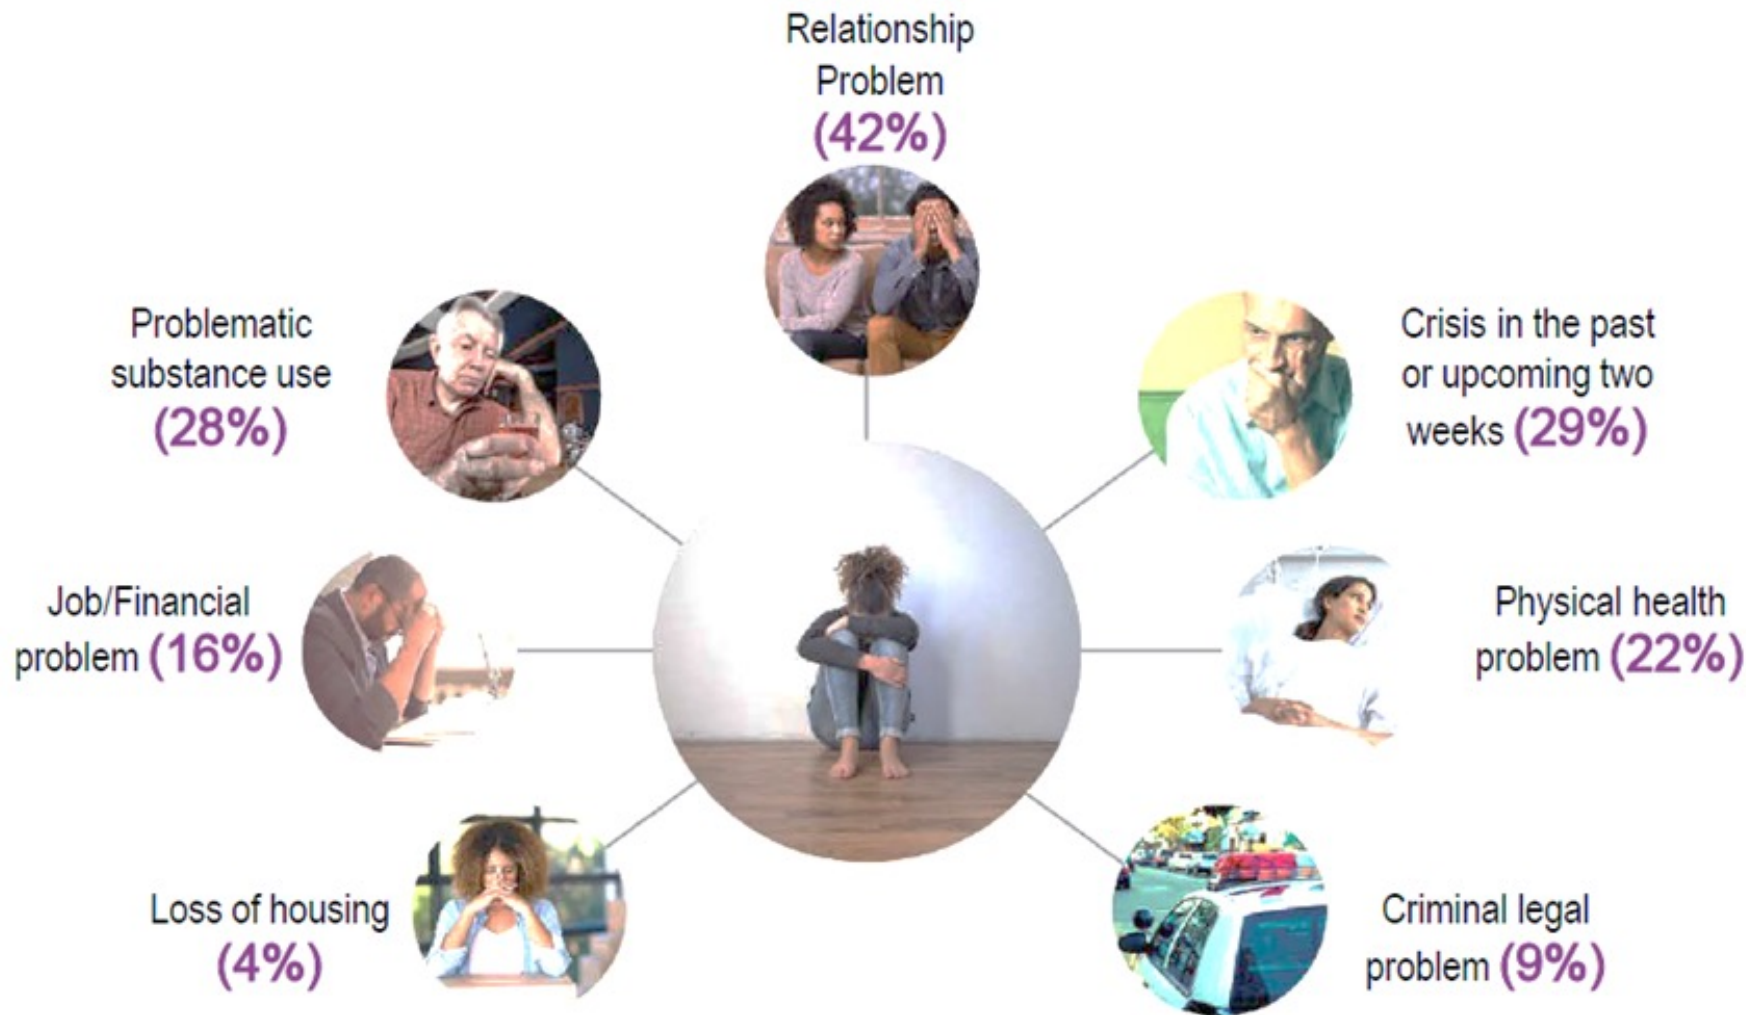 Relationship
Problem
(42%)
Problematic
substance use
(28%)
Crisis in the past
or upcoming two
weeks (29%)
Job/Financial
problem (16%)
Physical health
problem (22%)
Loss of housing
(4%)
Criminal legal
problem (9%)